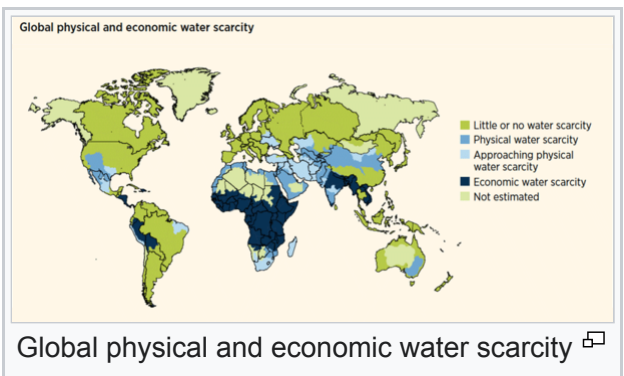 Global physical and economic water scarcity
Little or no water scarcity
Physical water scarcity
Approaching physical
water scarcity
Economic water scarcity
Not estimated
Global physical and economic water scarcity